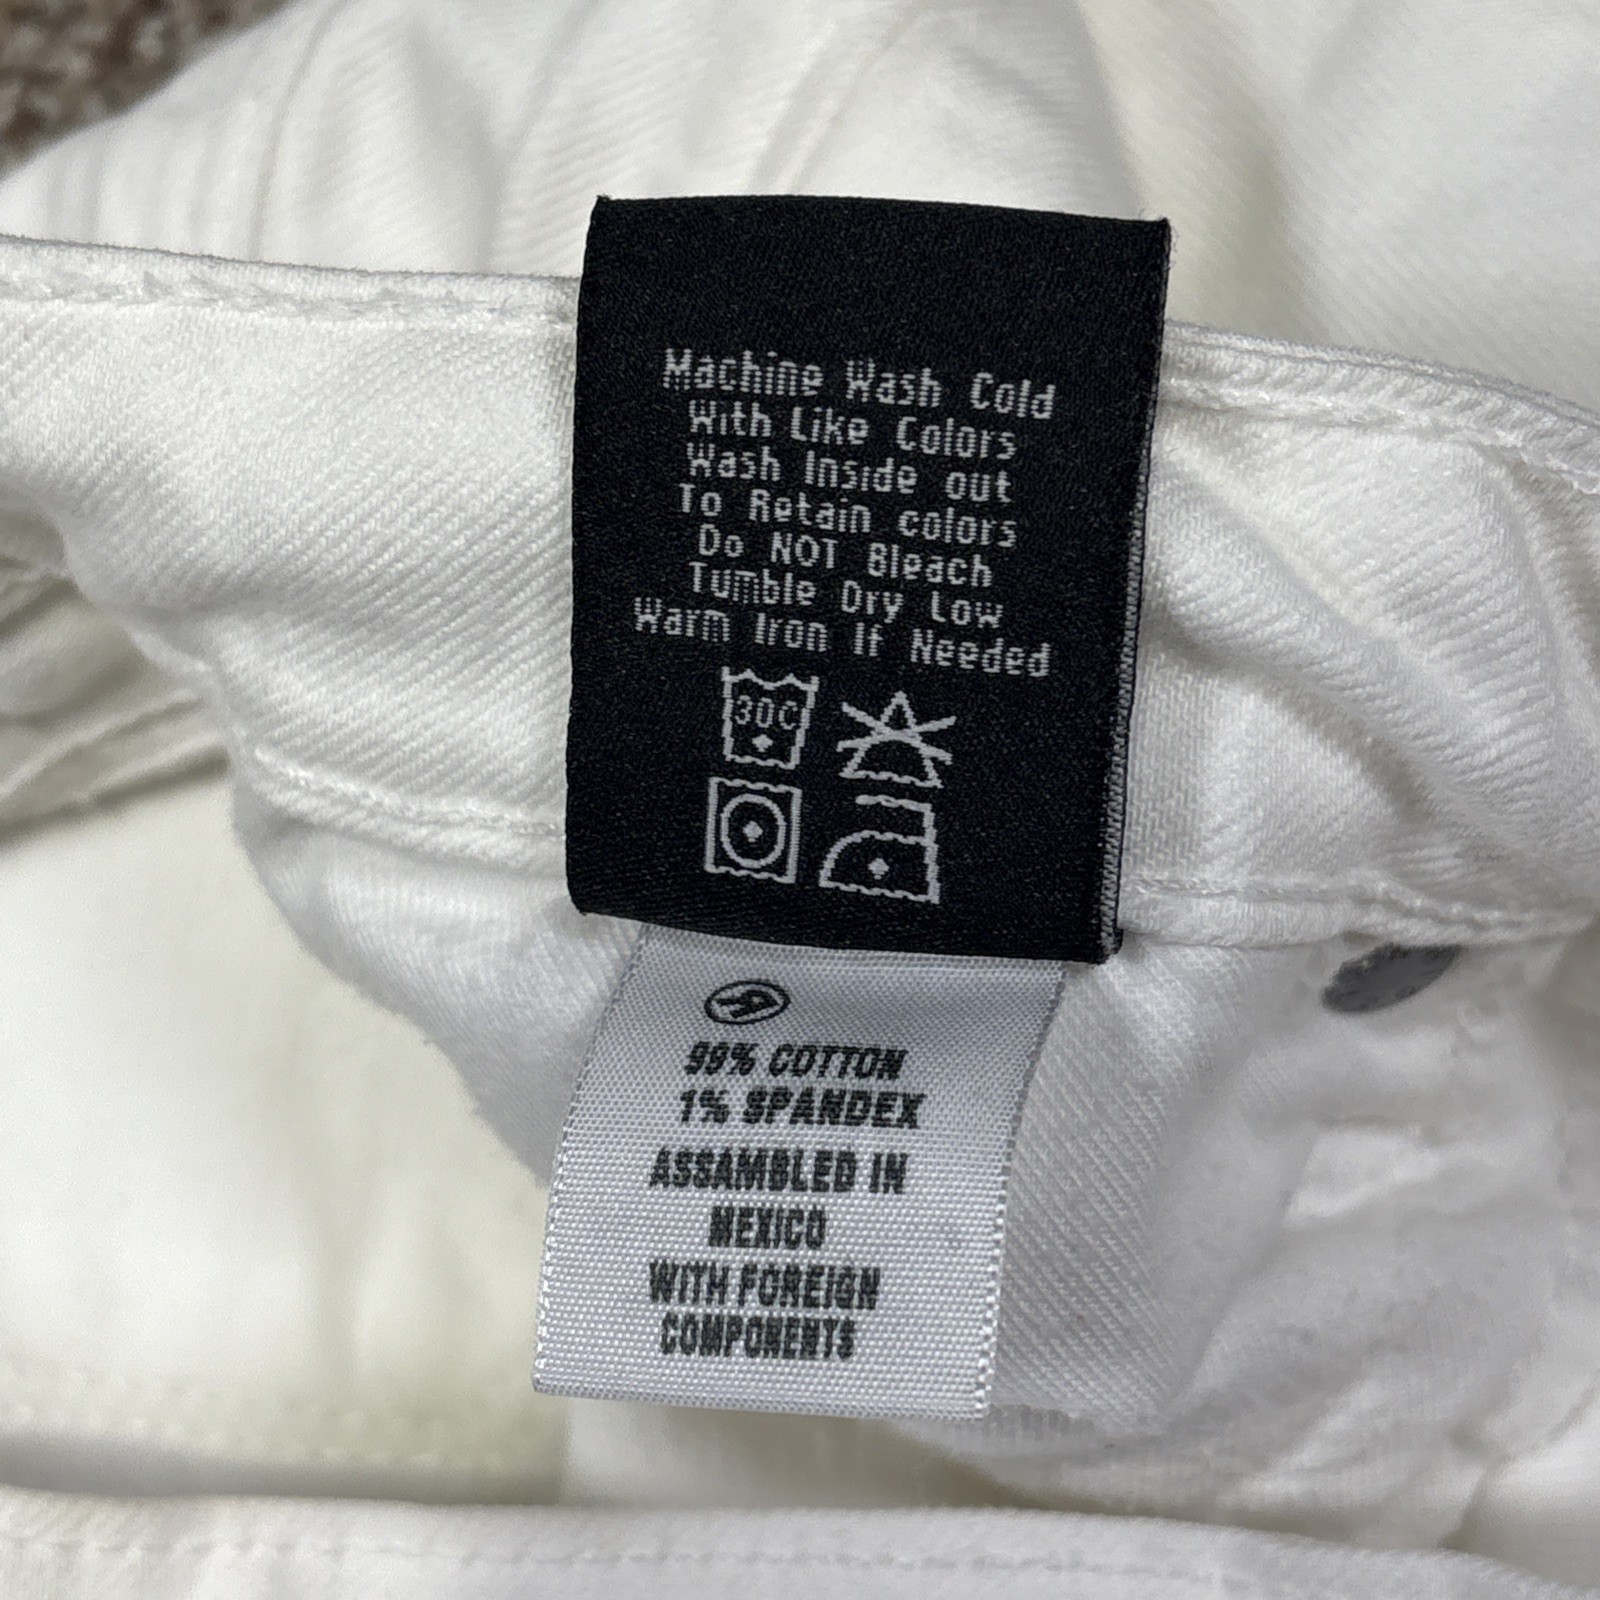 Machine Wash Cold
With Like Colors
Wash Inside out
To Retain colors
Do NOT Bleach
Tumble Dry Low
Warm Iron If Needed
30C
99% COTTON
1% SPANDEX
ASSAMBLED IN
MEXICO
WITH FOREIGN
COMPONENTS